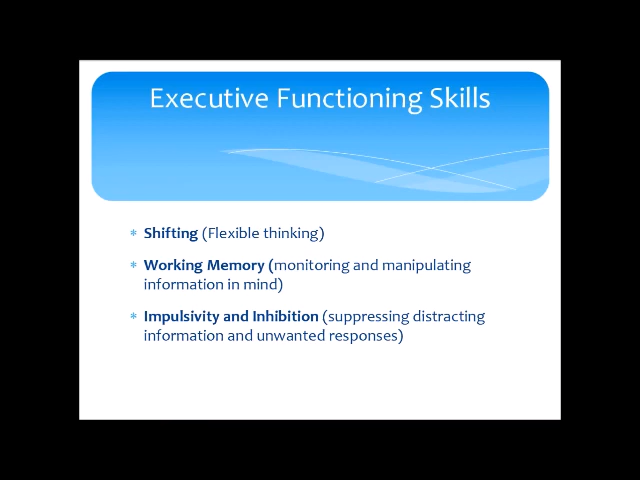 Executive Functioning Skills
* Shifting (Flexible thinking)
* Working Memory (monitoring and manipulating
information in mind)
* Impulsivity and Inhibition (suppressing distracting
information and unwanted responses)